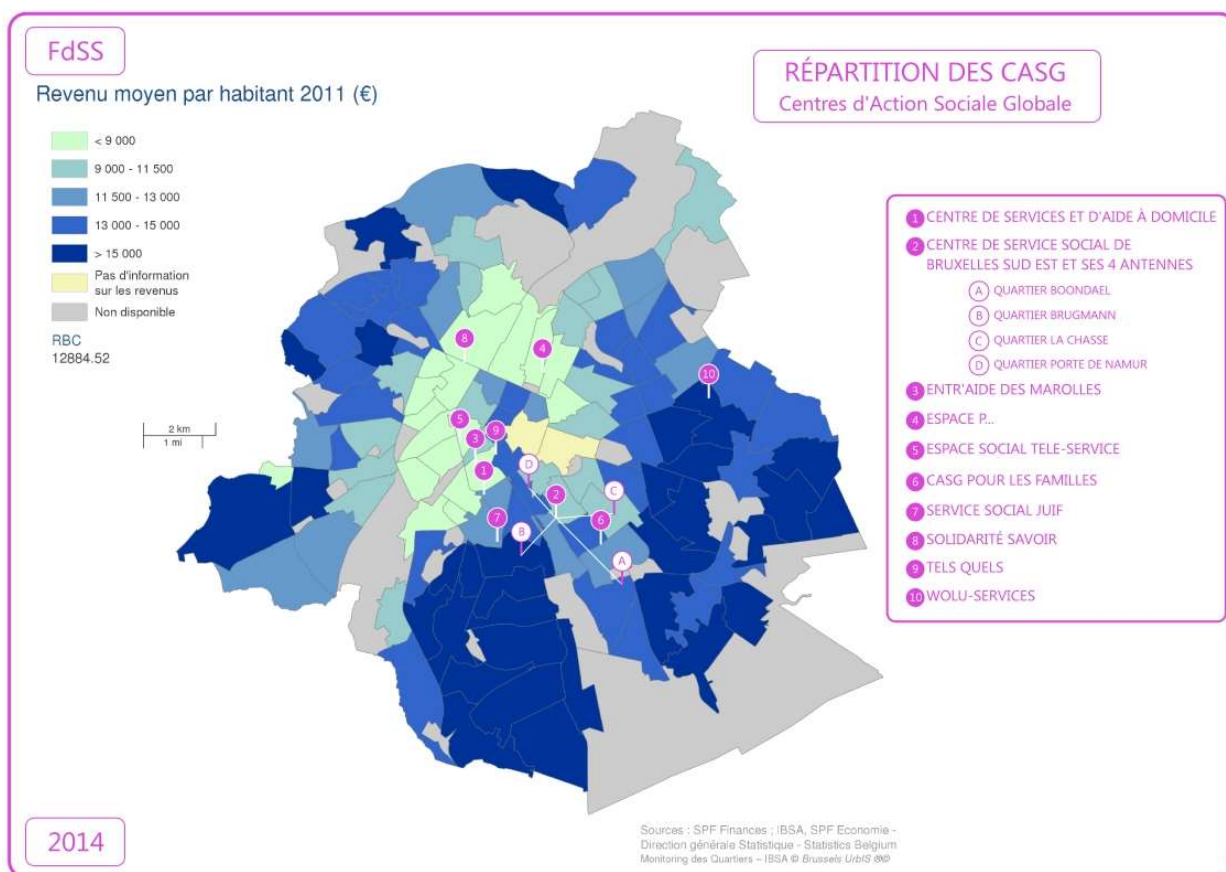 FdSS
Revenu moyen par habitant 2011 (€)
< 9 000
9 000 - 11 500
11 500 - 13 000
13 000 - 15 000
> 15 000
Pas d'information
sur les revenus
Non disponible
RBC
12884.52
2 km
1 mi
RÉPARTITION DES CASG
Centres d'Action Sociale Globale
8
4
10
5
3
9
1
D
2
C
7
B
6
A
1 CENTRE DE SERVICES ET D'AIDE À DOMICILE
2 CENTRE DE SERVICE SOCIAL DE
BRUXELLES SUD EST ET SES 4 ANTENNES
A QUARTIER BOONDAEL
B QUARTIER BRUGMANN
C QUARTIER LA CHASSE
D QUARTIER PORTE DE NAMUR
3 ENTR'AIDE DES MAROLLES
4 ESPACE P...
5 ESPACE SOCIAL TELE-SERVICE
6 CASG POUR LES FAMILLES
7 SERVICE SOCIAL JUIF
8 SOLIDARITÉ SAVOIR
9 TELS QUELS
10 WOLU-SERVICES
2014
Sources : SPF Finances ; IBSA, SPF Economie -
Direction générale Statistique - Statistics Belgium
Monitoring des Quartiers – IBSA © Brussels UrbIS ®©